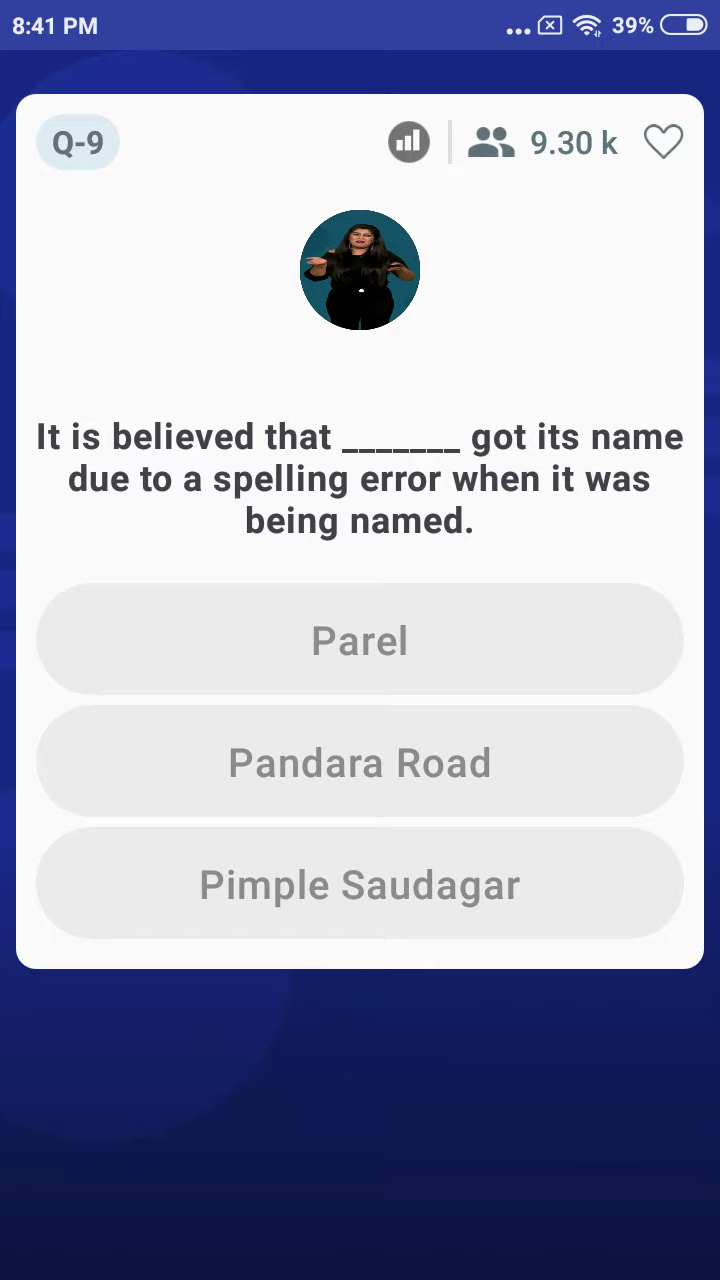 8:41 PM
39%
Q-9
9.30 k
It is believed that _______ got its name
due to a spelling error when it was
being named.
Parel
Pandara Road
Pimple Saudagar